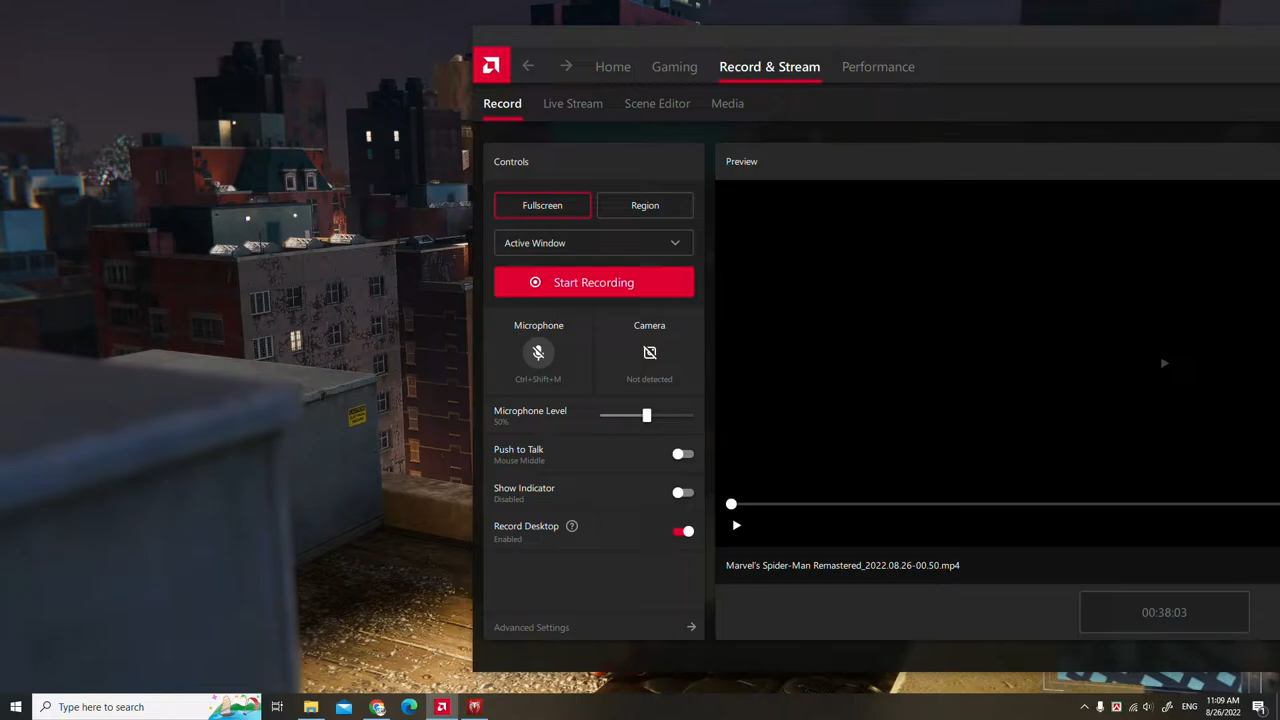 Home Gaming Record & Stream Performance
Record Live Stream Scene Editor Media
Controls
Preview
Fullscreen Region
Active Window
Start Recording
Microphone Camera
Ctrl+Shift+M Not detected
Microphone Level
50%
Push to Talk
Mouse Middle
Show Indicator
Disabled
Record Desktop ?
Enabled
Marvel's Spider-Man Remastered_2022.08.26-00.50.mp4
00:38:03
Advanced Settings
Type here to search
11:09 AM
8/26/2022
1